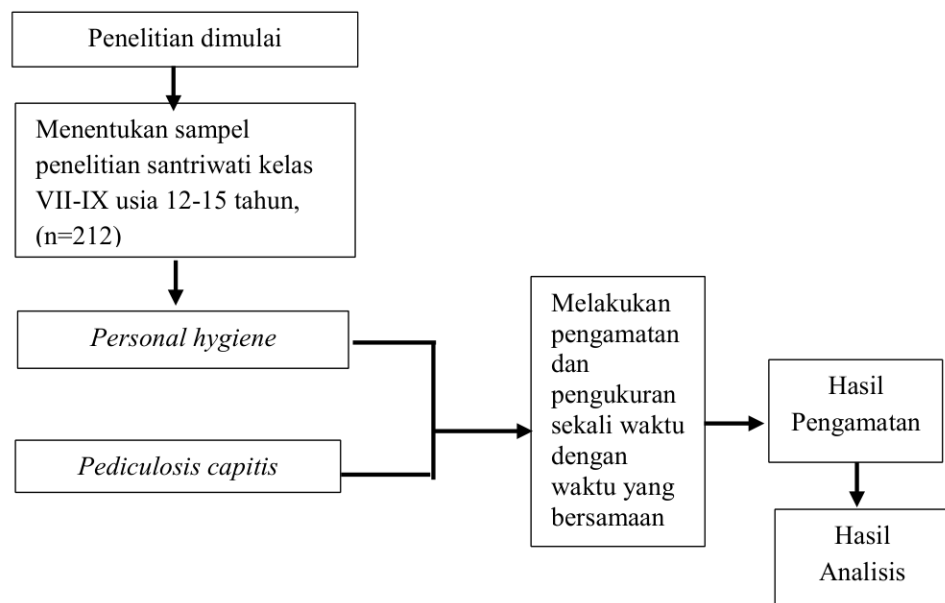 Penelitian dimulai
Menentukan sampel
penelitian santriwati kelas
VII-IX usia 12-15 tahun,
(n=212)
Personal hygiene
Pediculosis capitis
Melakukan
pengamatan
dan
pengukuran
sekali waktu
dengan
waktu yang
bersamaan
Hasil
Pengamatan
Hasil
Analisis